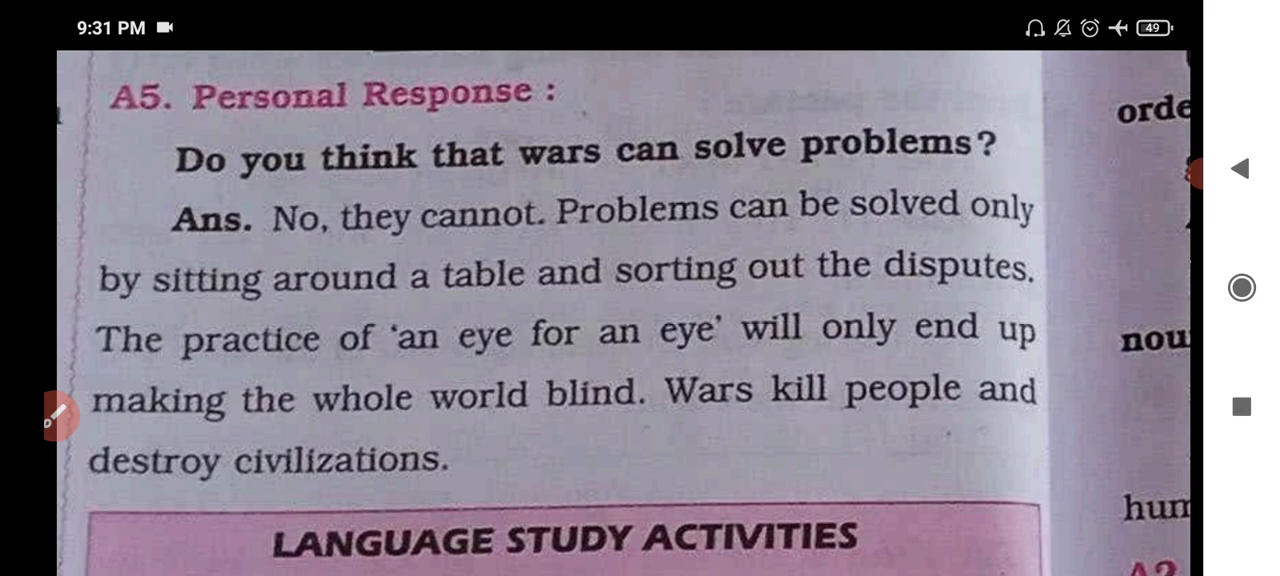 9:31 PM
49
A5. Personal Response :
Do you think that wars can solve problems?
Ans. No, they cannot. Problems can be solved only
by sitting around a table and sorting out the disputes.
The practice of ‘an eye for an eye’ will only end up
making the whole world blind. Wars kill people and
destroy civilizations.
LANGUAGE STUDY ACTIVITIES
orde
nou
hum
A2